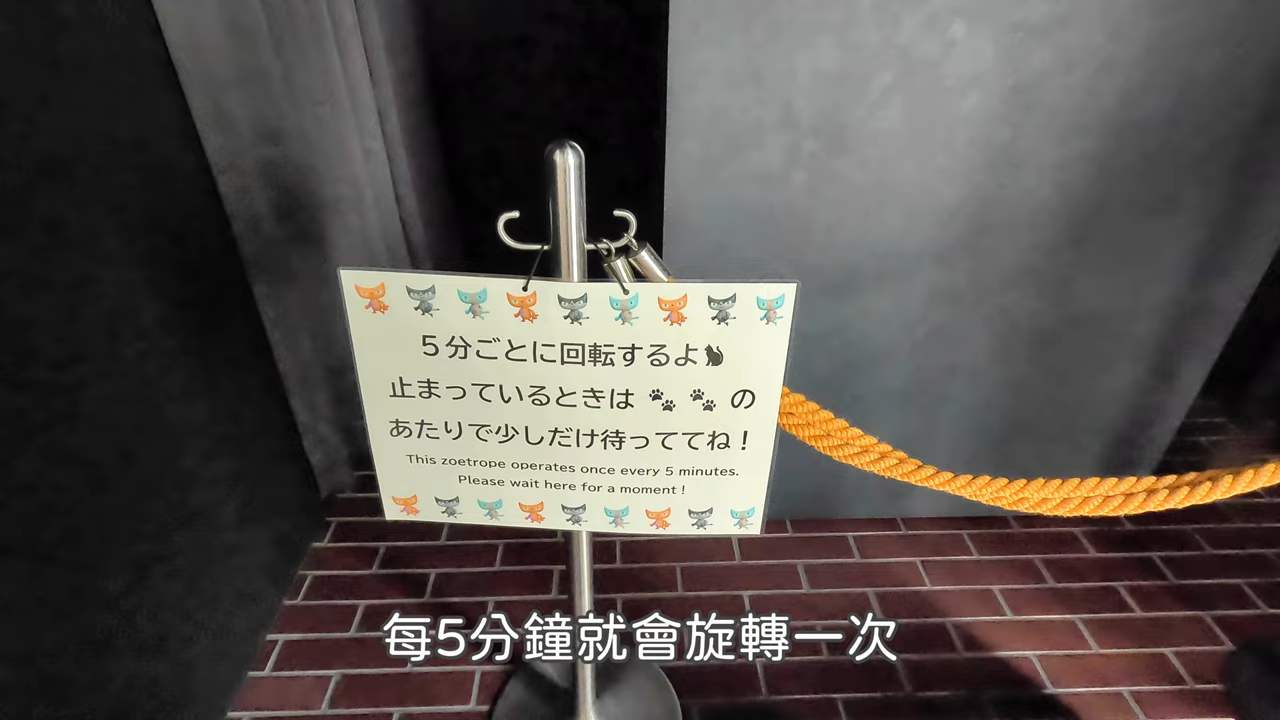 5分ごとに回転するよ
止まっているときは の
あたりで少しだけ待っててね！
This zoetrope operates once every 5 minutes.
Please wait here for a moment !
每5分鐘就會旋轉一次